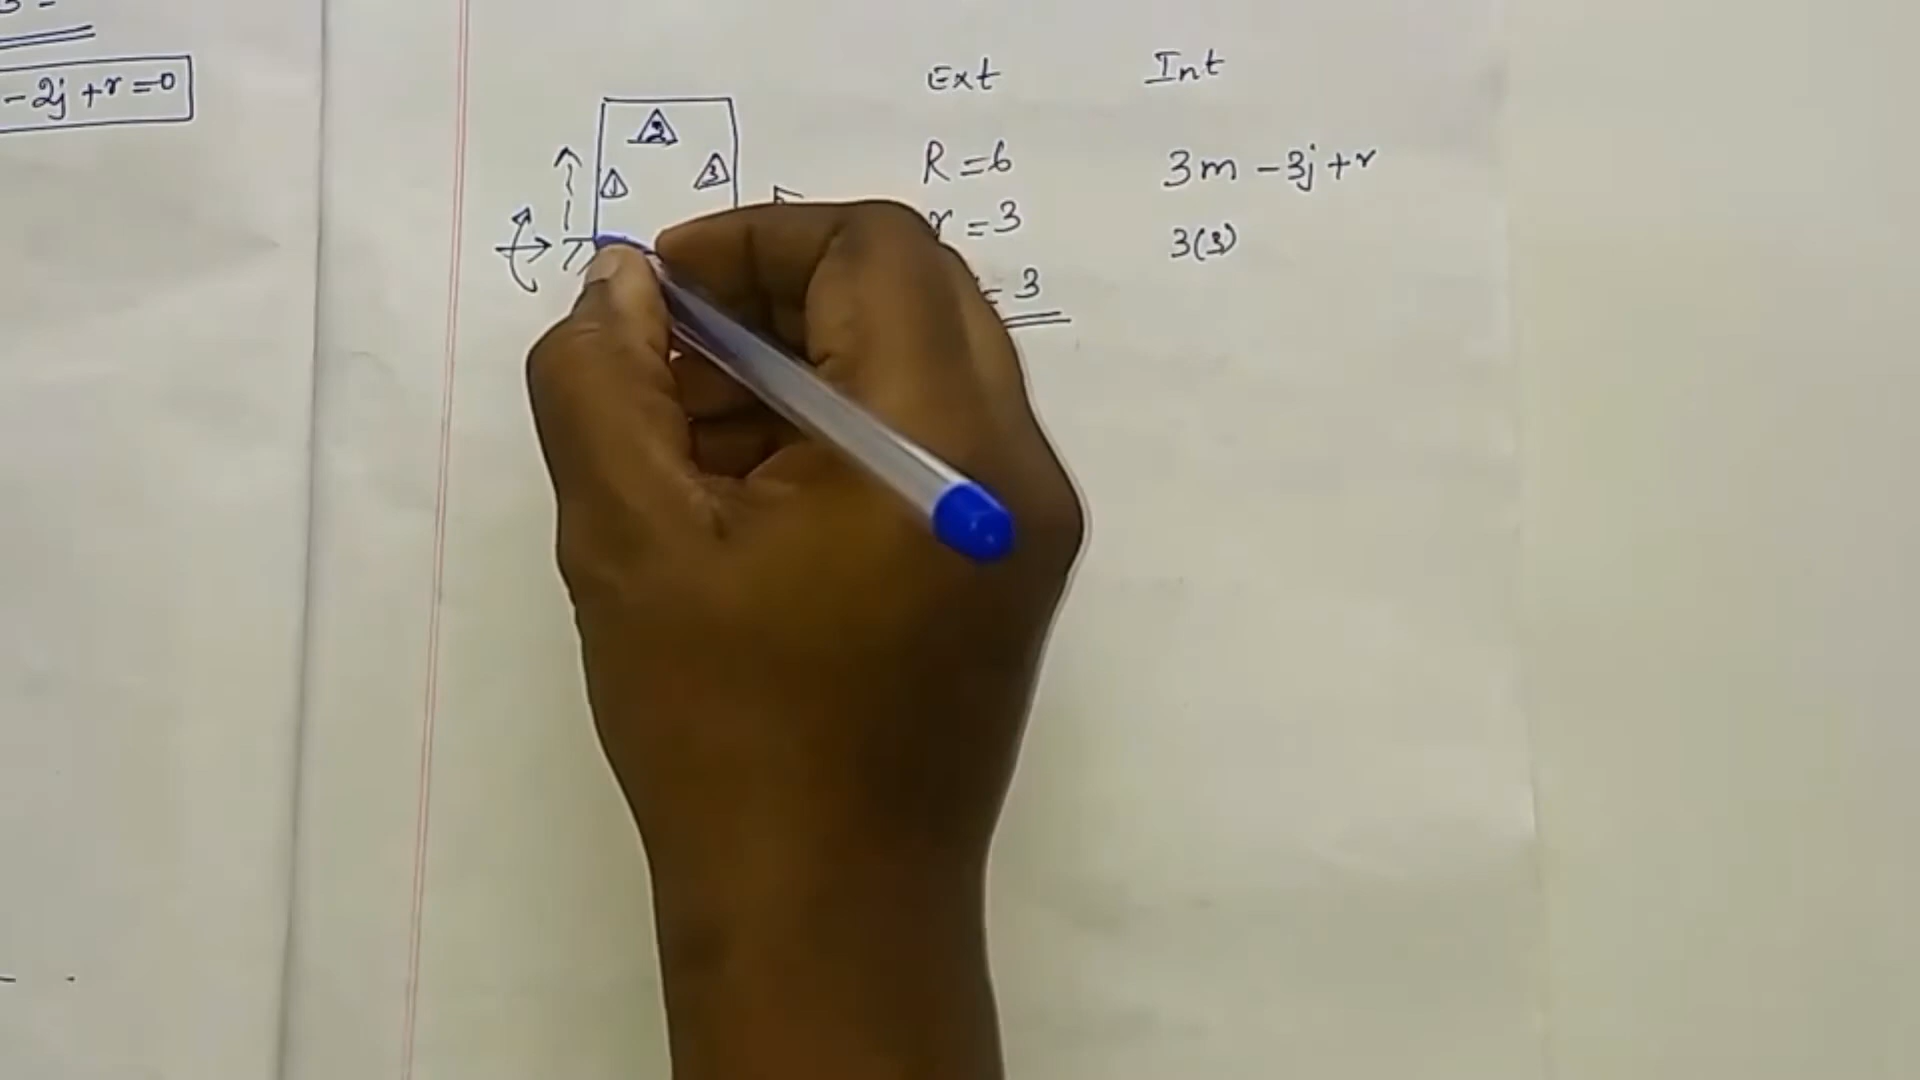 -2j +r =0
2
1
3
Ext
Int
R = 6
3m - 3j + r
r = 3
3(3)
= 3